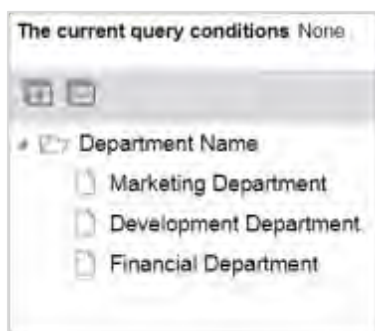 The current query conditions None
Department Name
Marketing Department
Development Department
Financial Department